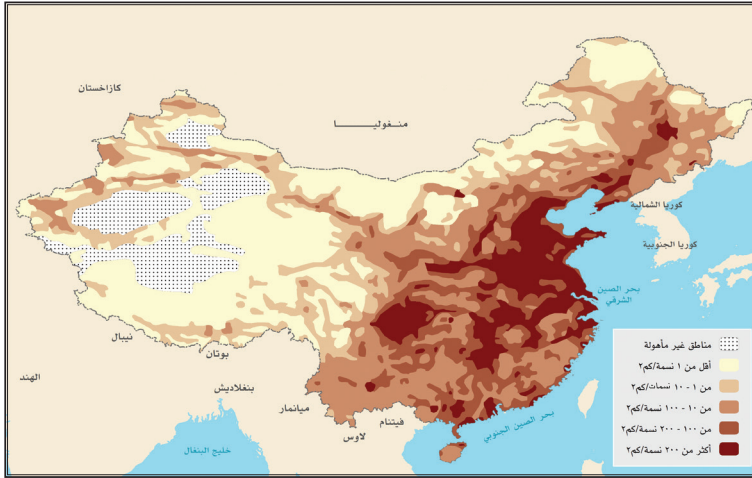 كازاخستان
منغوليا
كوريا الشمالية
كوريا الجنوبية
بحر الصين
الشرقي
نيبال
بوتان
الهند
بنغلاديش
ميانمار
فيتنام
لاوس
بحر الصين الجنوبي
خليج البنغال
مناطق غير مأهولة
أقل من ١ نسمة/كم٢
من ١ - ١٠ نسمات/كم٢
من ١٠ - ١٠٠ نسمة/كم٢
من ١٠٠ - ٢٠٠ نسمة/كم٢
أكثر من ٢٠٠ نسمة/كم٢